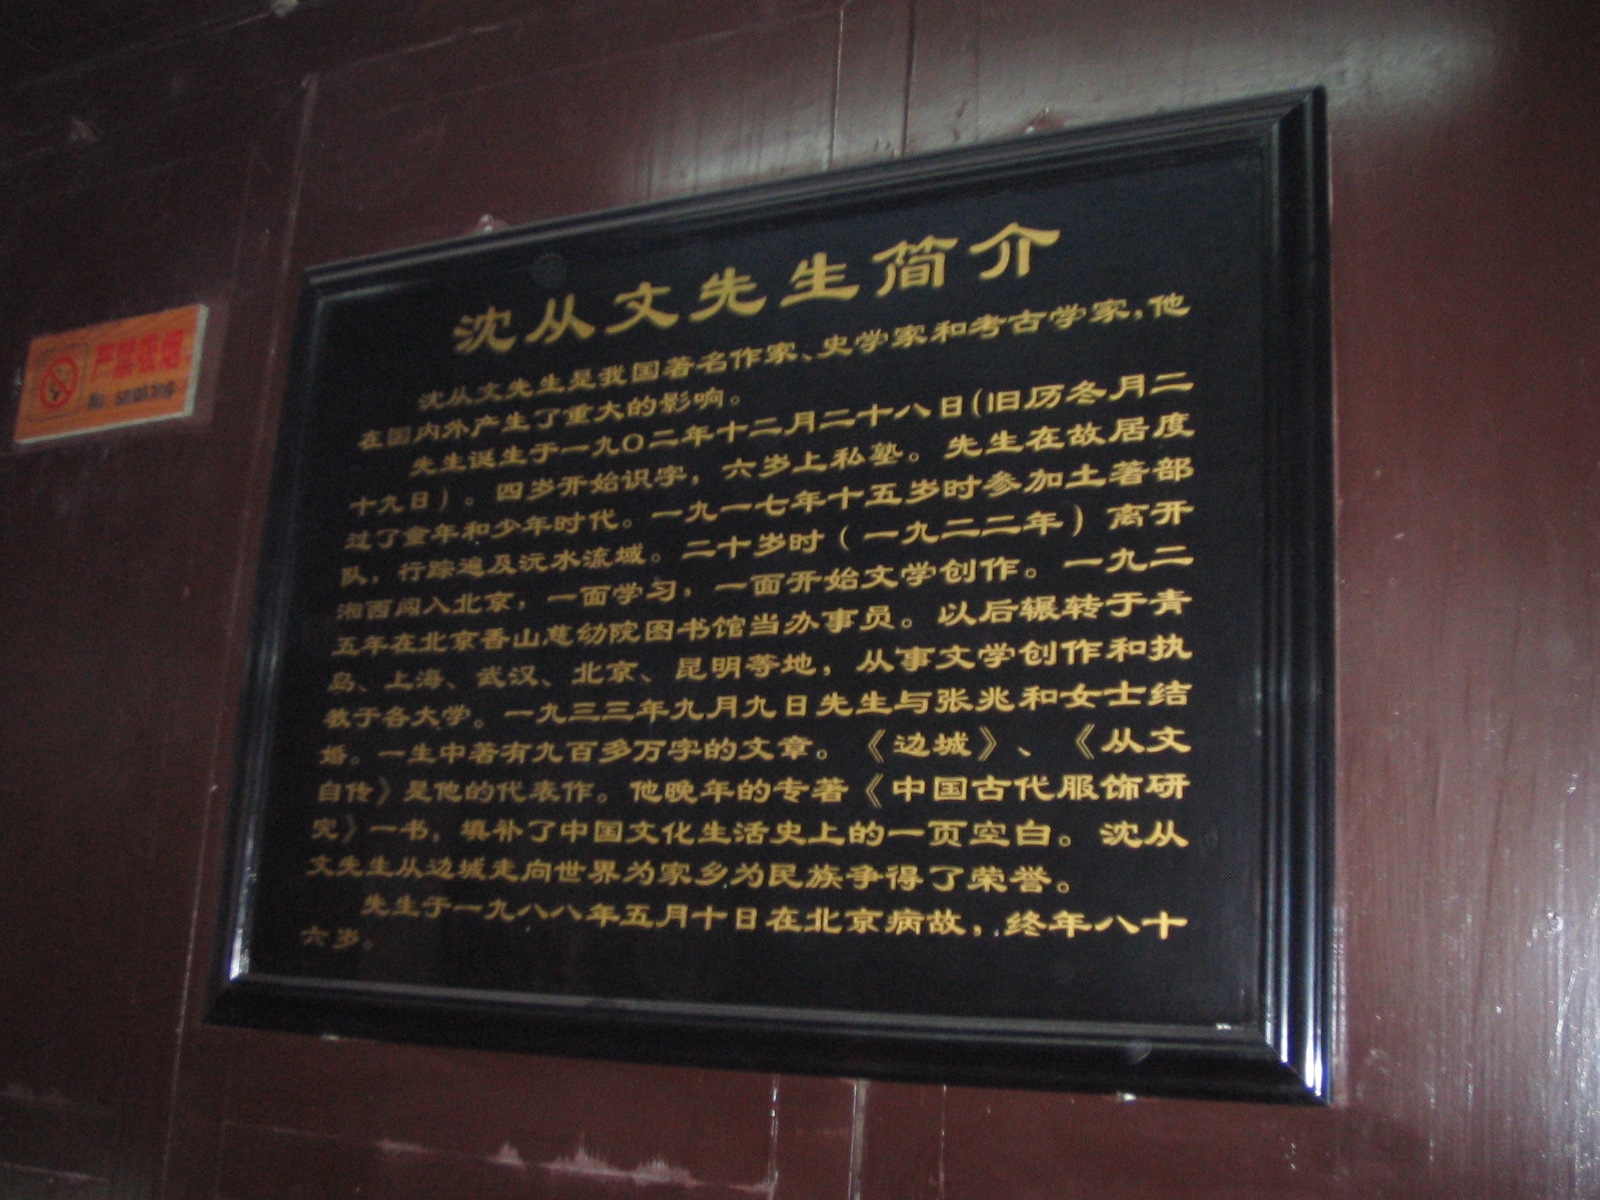 沈从文先生简介
沈从文先生是我国著名作家、史学家和考古学家,他
在国内外产生了重大的影响。
先生诞生于一九〇二年十二月二十八日(旧历冬月二
十九日)。四岁开始识字,六岁上私塾。先生在故居度
过了童年和少年时代。一九一七年十五岁时参加土著部
队,行踪遍及沅水流域。二十岁时(一九二二年)离开
湘西闯入北京,一面学习,一面开始文学创作。一九二
五年在北京香山慈幼院图书馆当办事员。以后辗转于青
岛、上海、武汉、北京、昆明等地,从事文学创作和执
教于各大学。一九三三年九月九日先生与张兆和女士结
婚。一生中著有九百多万字的文章。《边城》、《从文
自传》是他的代表作。他晚年的专著《中国古代服饰研
究》一书,填补了中国文化生活史上的一页空白。沈从
文先生从边城走向世界为家乡为民族争得了荣誉。
先生于一九八八年五月十日在北京病故,终年八十
六岁。
严禁吸烟
No smoking